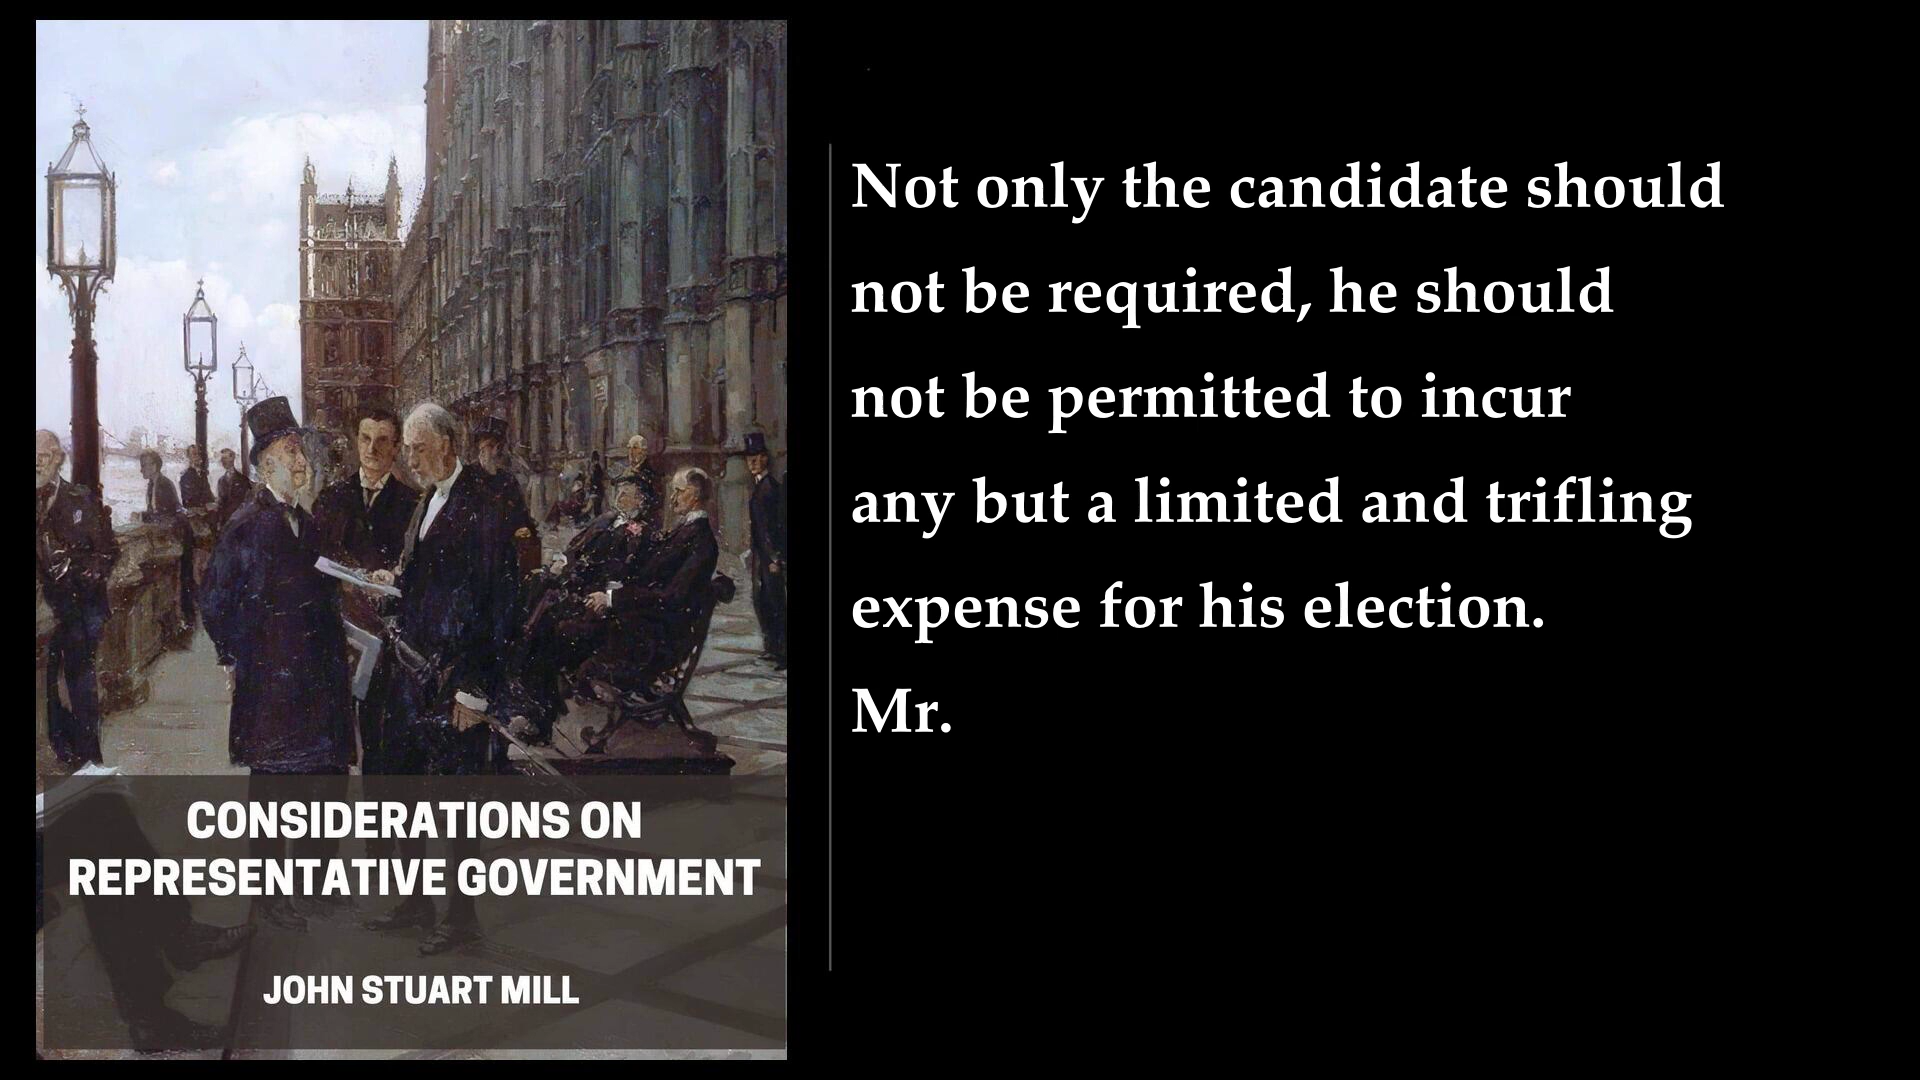 Not only the candidate should
not be required, he should
not be permitted to incur
any but a limited and trifling
expense for his election.
Mr.
CONSIDERATIONS ON
REPRESENTATIVE GOVERNMENT
JOHN STUART MILL